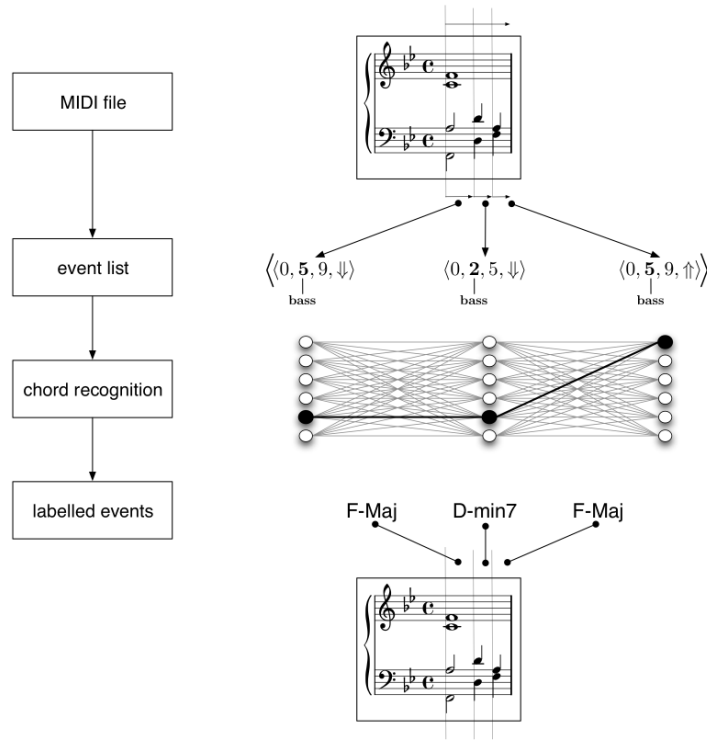 MIDI file
event list
⟨⟨0, 5, 9, ⇓⟩ ⟨0, 2, 5, ⇓⟩ ⟨0, 5, 9, ⇑⟩⟩
bass bass bass
chord recognition
labelled events
F-Maj D-min7 F-Maj